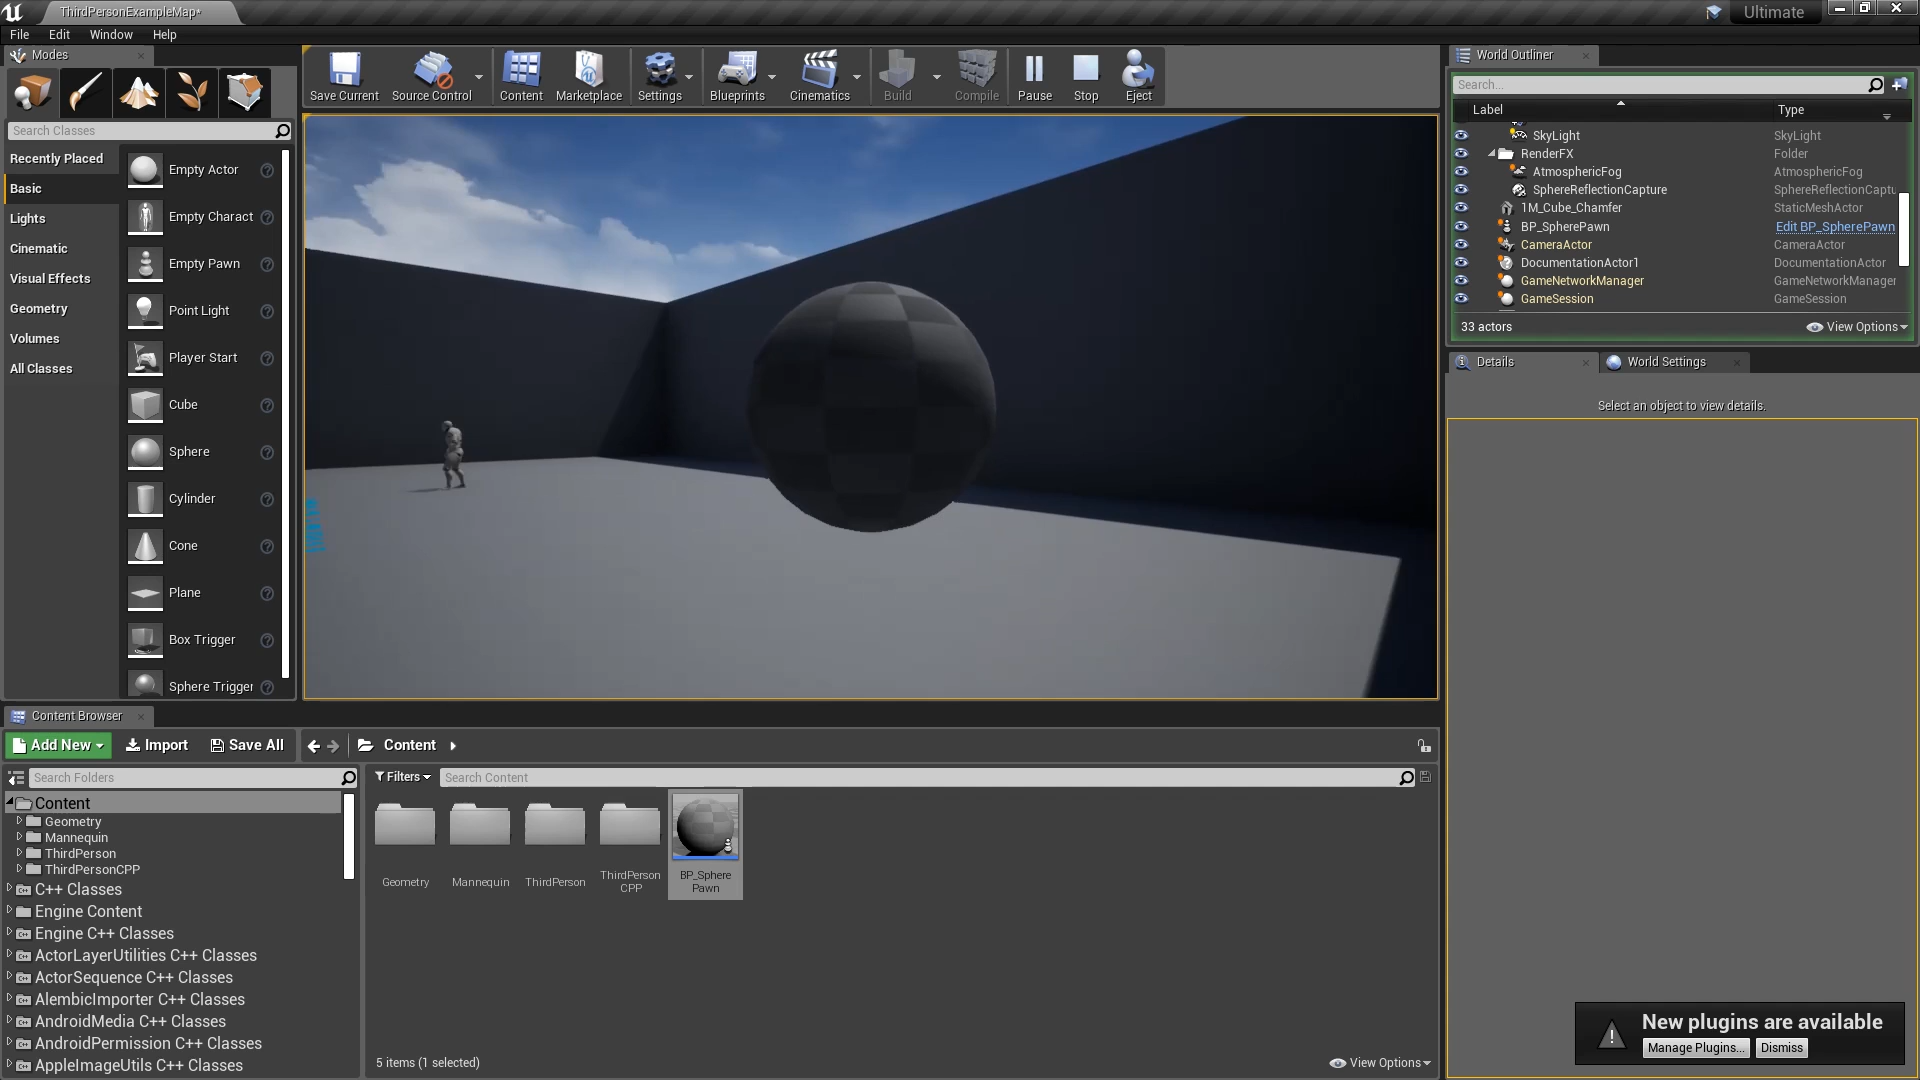 ThirdPersonExampleMap*
Ultimate
File Edit Window Help
Modes
Search Classes
Recently Placed
Basic
Lights
Cinematic
Visual Effects
Geometry
Volumes
All Classes
Empty Actor
Empty Charact
Empty Pawn
Point Light
Player Start
Cube
Sphere
Cylinder
Cone
Plane
Box Trigger
Sphere Trigger
Save Current
Source Control
Content
Marketplace
Settings
Blueprints
Cinematics
Build
Compile
Pause
Stop
Eject
World Outliner
Search...
Label Type
SkyLight SkyLight
RenderFX Folder
AtmosphericFog AtmosphericFog
SphereReflectionCapture SphereReflectionCaptu
1M_Cube_Chamfer StaticMeshActor
BP_SpherePawn Edit BP_SpherePawn
CameraActor CameraActor
DocumentationActor1 DocumentationActor
GameNetworkManager GameNetworkManager
GameSession GameSession
33 actors View Options
Details World Settings
Select an object to view details.
Content Browser
Add New Import Save All Content
Search Folders
Filters Search Content
Content
Geometry
Mannequin
ThirdPerson
ThirdPersonCPP
C++ Classes
Engine Content
Engine C++ Classes
ActorLayerUtilities C++ Classes
ActorSequence C++ Classes
AlembicImporter C++ Classes
AndroidMedia C++ Classes
AndroidPermission C++ Classes
AppleImageUtils C++ Classes
Geometry
Mannequin
ThirdPerson
ThirdPerson
CPP
BP_Sphere
Pawn
5 items (1 selected) View Options
New plugins are available
Manage Plugins... Dismiss